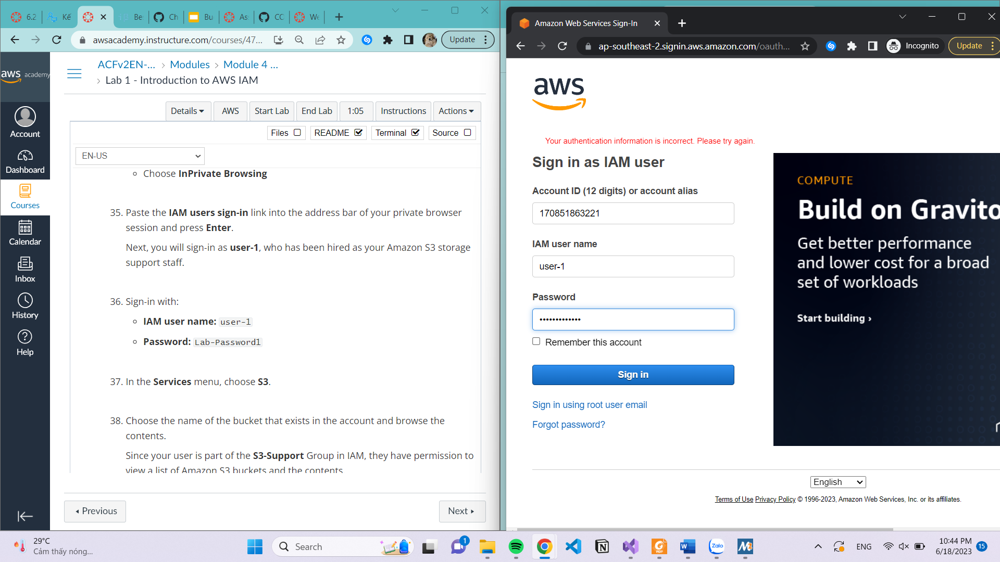 6.2
Kế
Be
Ch
Bu
As
CC
We
awsacademy.instructure.com/courses/47...
Update
aws academy
Account
Dashboard
Courses
Calendar
Inbox
History
Help
ACFv2EN-... › Modules › Module 4 ...
› Lab 1 - Introduction to AWS IAM
Details
AWS
Start Lab
End Lab
1:05
Instructions
Actions
Files
README
Terminal
Source
EN-US
Choose InPrivate Browsing
35. Paste the IAM users sign-in link into the address bar of your private browser
session and press Enter.
Next, you will sign-in as user-1, who has been hired as your Amazon S3 storage
support staff.
36. Sign-in with:
IAM user name: user-1
Password: Lab-Password1
37. In the Services menu, choose S3.
38. Choose the name of the bucket that exists in the account and browse the
contents.
Since your user is part of the S3-Support Group in IAM, they have permission to
view a list of Amazon S3 buckets and the contents.
Previous
Next
Amazon Web Services Sign-In
ap-southeast-2.signin.aws.amazon.com/oauth...
Incognito
Update
aws
Your authentication information is incorrect. Please try again.
Sign in as IAM user
Account ID (12 digits) or account alias
170851863221
IAM user name
user-1
Password
•••••••••••••
Remember this account
Sign in
Sign in using root user email
Forgot password?
COMPUTE
Build on Gravito
Get better performance
and lower cost for a broad
set of workloads
Start building ›
English
Terms of Use Privacy Policy © 1996-2023, Amazon Web Services, Inc. or its affiliates.
29°C
Cảm thấy nóng...
Search
1
Zalo
ENG
10:44 PM
6/18/2023
15